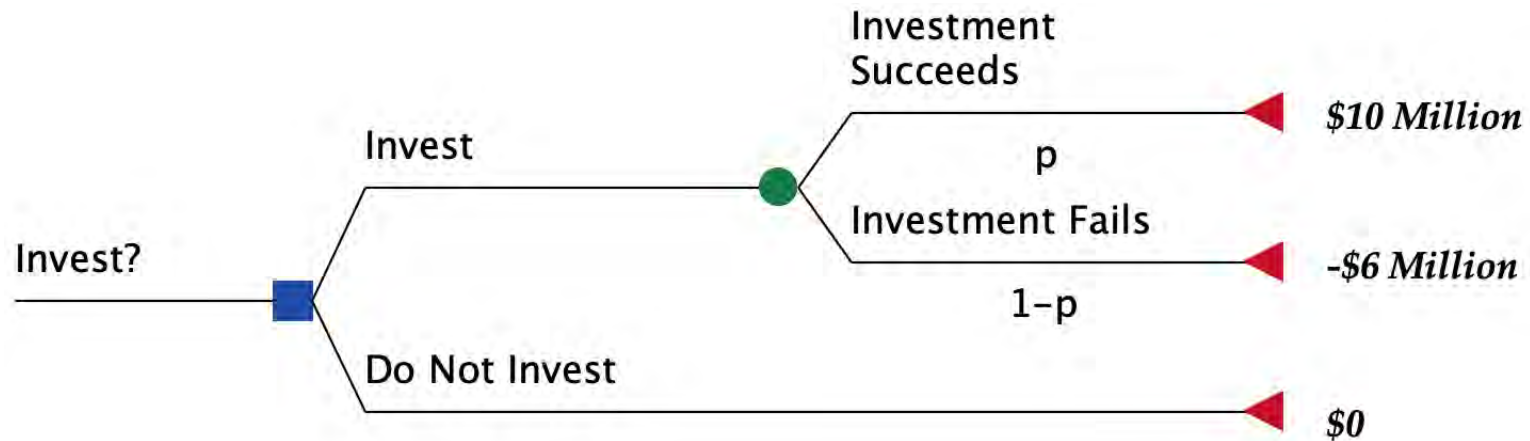 Investment
Succeeds
$10 Million
Invest
p
Investment Fails
-$6 Million
Invest?
1-p
Do Not Invest
$0